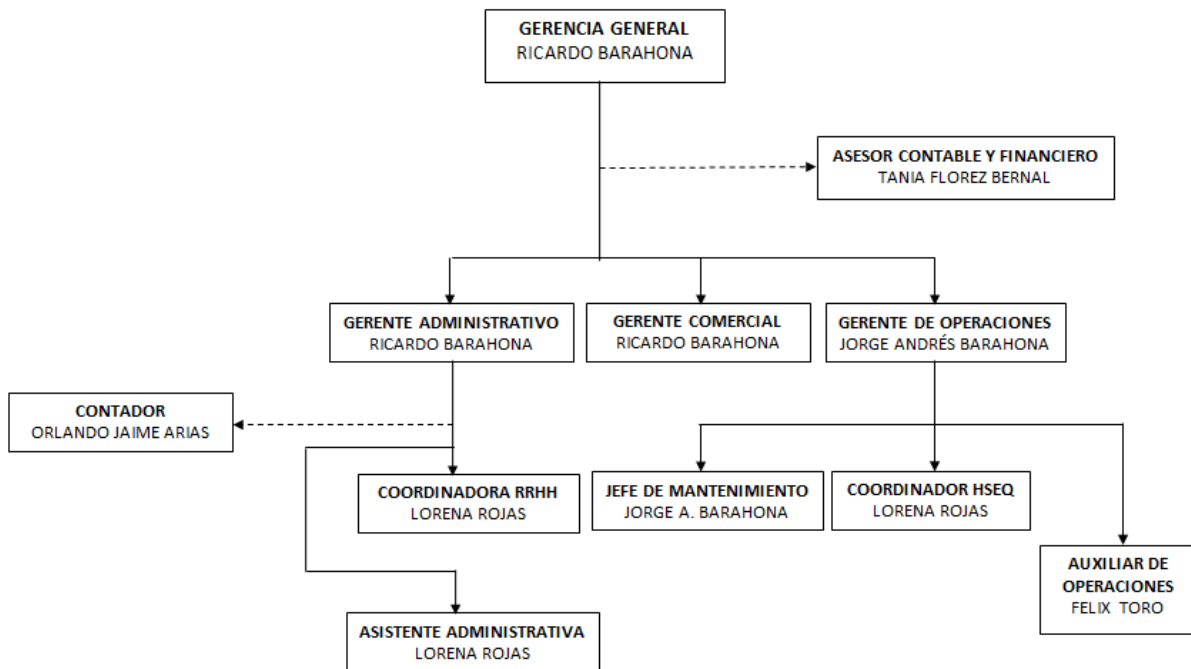 GERENCIA GENERAL
RICARDO BARAHONA
ASESOR CONTABLE Y FINANCIERO
TANIA FLOREZ BERNAL
GERENTE ADMINISTRATIVO
RICARDO BARAHONA
GERENTE COMERCIAL
RICARDO BARAHONA
GERENTE DE OPERACIONES
JORGE ANDRÉS BARAHONA
CONTADOR
ORLANDO JAIME ARIAS
COORDINADORA RRHH
LORENA ROJAS
JEFE DE MANTENIMIENTO
JORGE A. BARAHONA
COORDINADOR HSEQ
LORENA ROJAS
AUXILIAR DE
OPERACIONES
FELIX TORO
ASISTENTE ADMINISTRATIVA
LORENA ROJAS